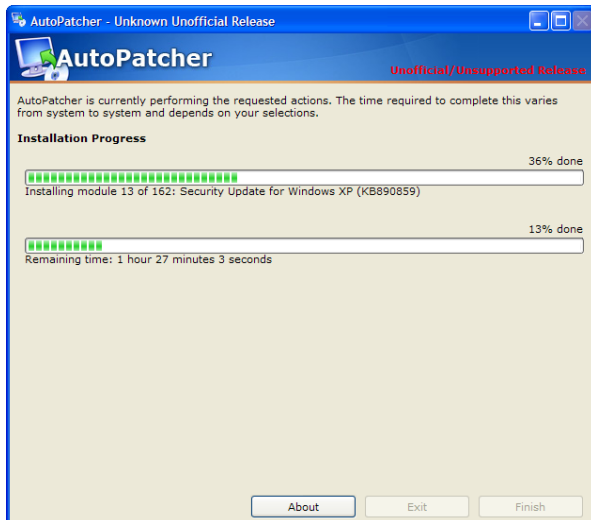 AutoPatcher - Unknown Unofficial Release
AutoPatcher
Unofficial/Unsupported Release
AutoPatcher is currently performing the requested actions. The time required to complete this varies
from system to system and depends on your selections.
Installation Progress
36% done
Installing module 13 of 162: Security Update for Windows XP (KB890859)
13% done
Remaining time: 1 hour 27 minutes 3 seconds
About
Exit
Finish